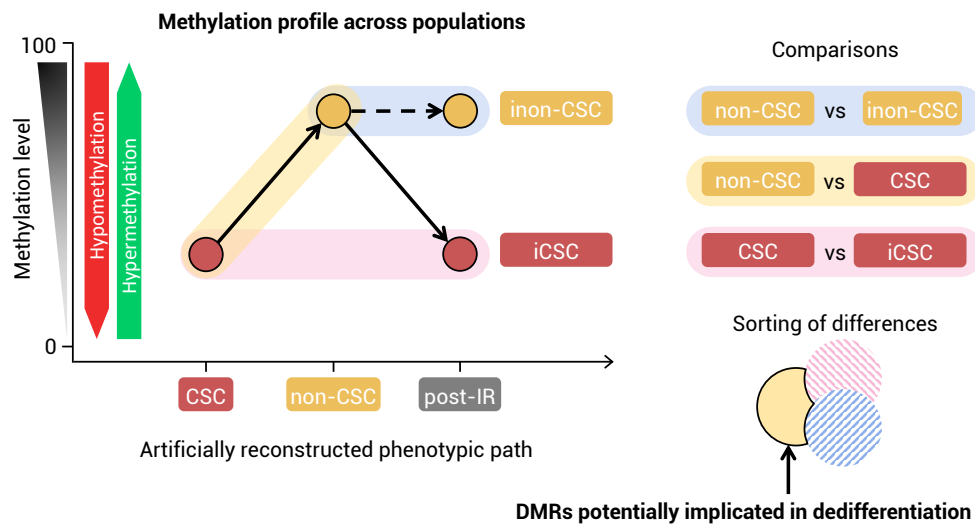 Methylation profile across populations
100
Methylation level
Hypomethylation
Hypermethylation
0
inon-CSC
iCSC
CSC
non-CSC
post-IR
Artificially reconstructed phenotypic path
Comparisons
non-CSC vs inon-CSC
non-CSC vs CSC
CSC vs iCSC
Sorting of differences
DMRs potentially implicated in dedifferentiation